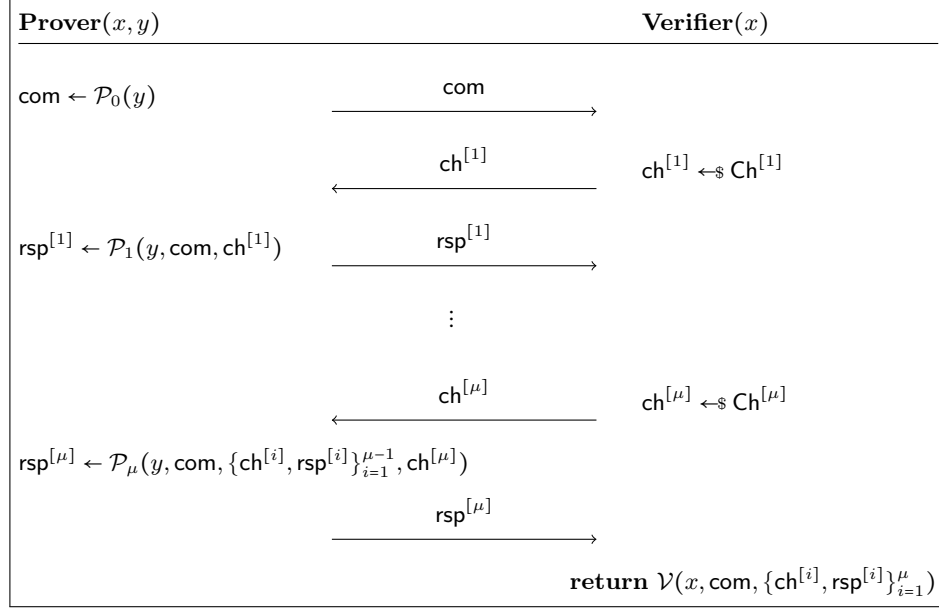 Prover(x, y) Verifier(x)
com ← 𝒫₀(y) com
ch^[1] ch^[1] ←$ Ch^[1]
rsp^[1] ← 𝒫₁(y, com, ch^[1]) rsp^[1]
⋮
ch^[μ] ch^[μ] ←$ Ch^[μ]
rsp^[μ] ← 𝒫_μ(y, com, {ch^[i], rsp^[i]}_{i=1}^{μ−1}, ch^[μ])
rsp^[μ]
return 𝒱(x, com, {ch^[i], rsp^[i]}_{i=1}^{μ})